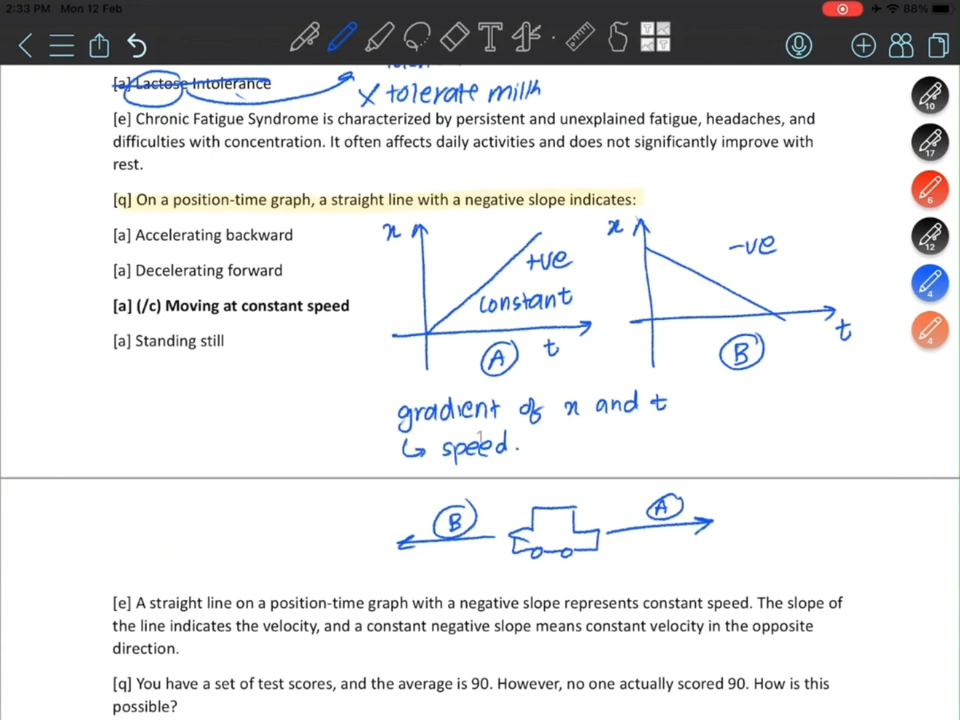 2:33 PM Mon 12 Feb
88%
[a] Lactose Intolerance
X tolerate milk
10
[e] Chronic Fatigue Syndrome is characterized by persistent and unexplained fatigue, headaches, and
difficulties with concentration. It often affects daily activities and does not significantly improve with
rest.
17
[q] On a position-time graph, a straight line with a negative slope indicates:
6
[a] Accelerating backward
x
x
-ve
12
+ve
[a] Decelerating forward
4
[a] (/c) Moving at constant speed
constant
[a] Standing still
A
t
B
t
4
gradient of x and t
↳ speed.
B
A
[e] A straight line on a position-time graph with a negative slope represents constant speed. The slope of
the line indicates the velocity, and a constant negative slope means constant velocity in the opposite
direction.
[q] You have a set of test scores, and the average is 90. However, no one actually scored 90. How is this
possible?